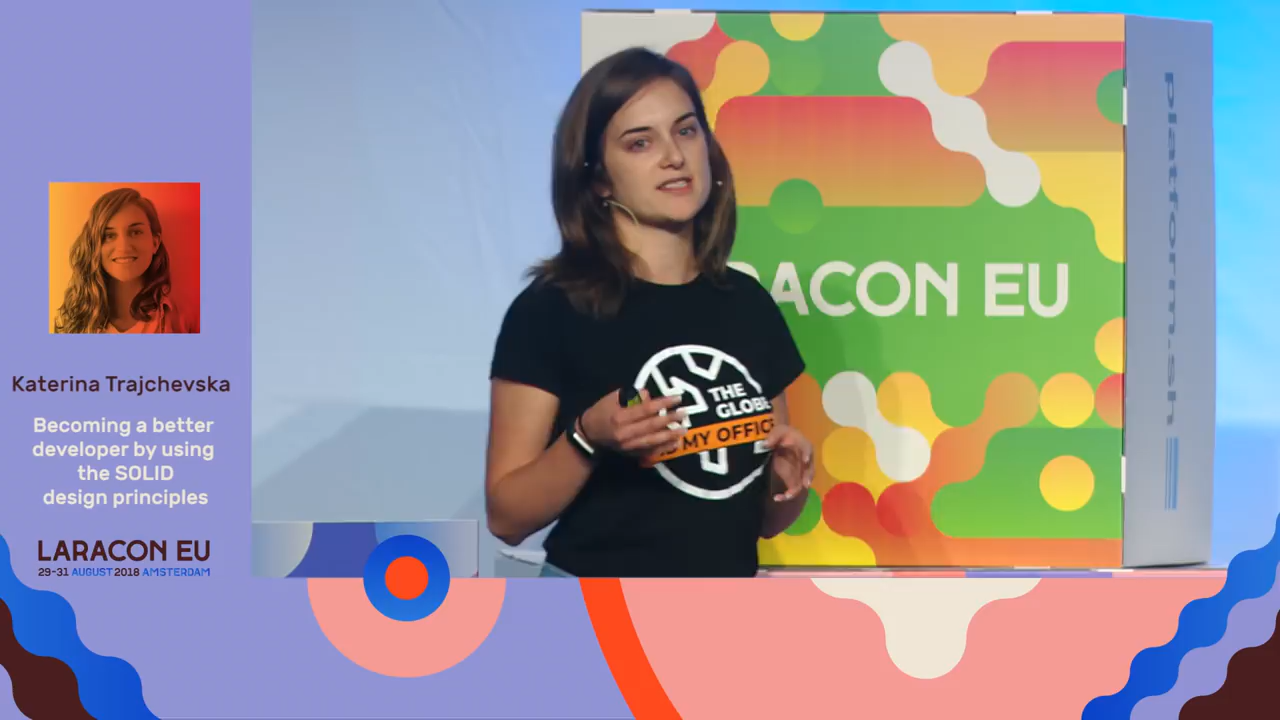 Katerina Trajchevska
Becoming a better
developer by using
the SOLID
design principles
LARACON EU
29-31 AUGUST 2018 AMSTERDAM
THE
GLOBE
IS MY OFFICE
RACON EU
platform.sh